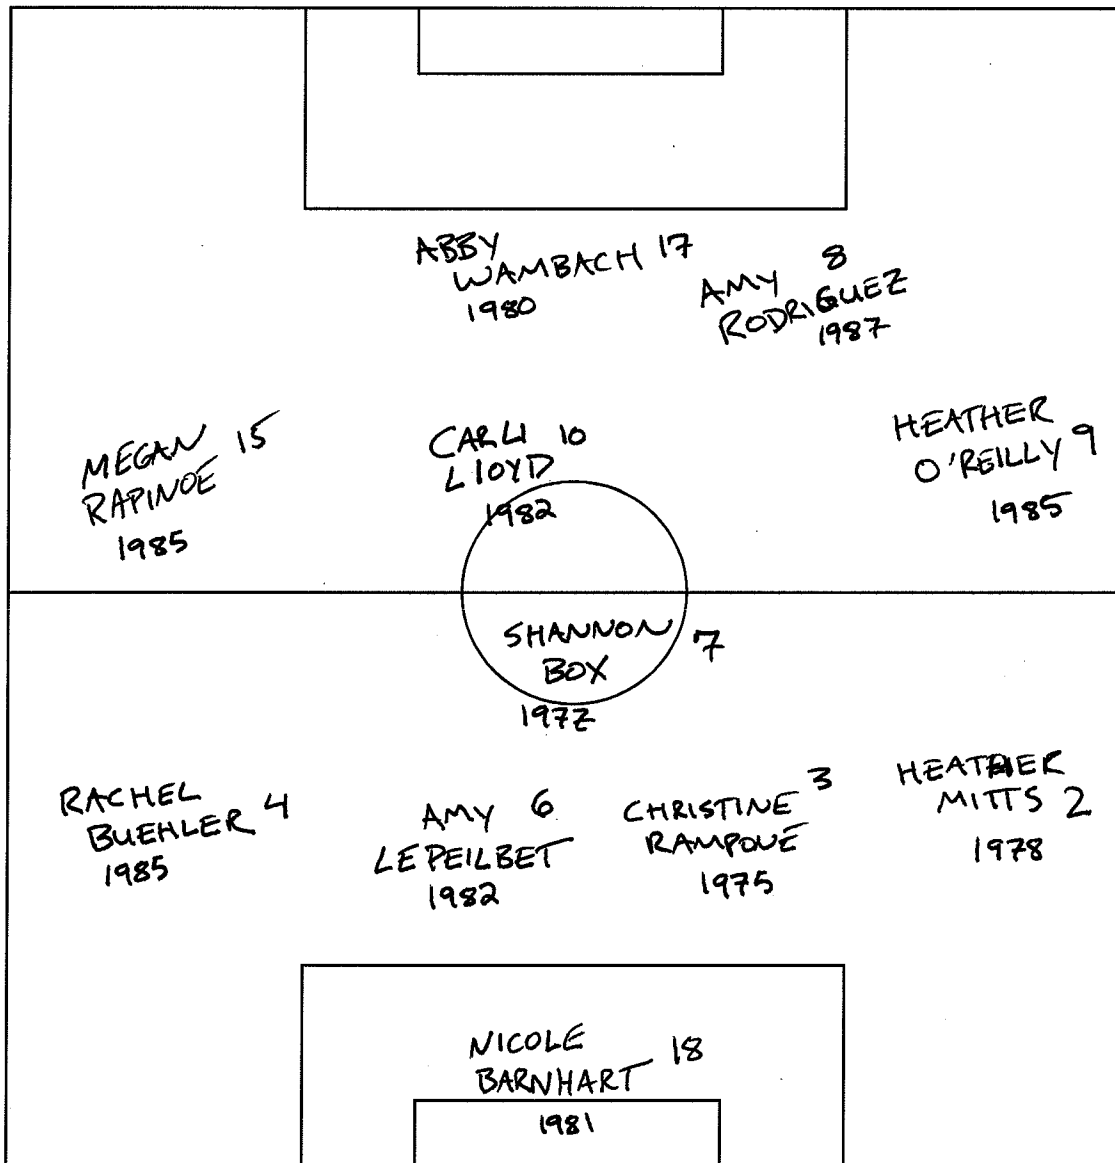 ABBY
WAMBACH 17
1980
AMY 8
RODRIGUEZ
1987
MEGAN 15
RAPINOE
1985
CARLI 10
LLOYD
1982
HEATHER
O'REILLY 9
1985
SHANNON 7
BOX
1977
RACHEL
BUEHLER 4
1985
AMY 6
LEPEILBET
1982
CHRISTINE 3
RAMPONE
1975
HEATHER
MITTS 2
1978
NICOLE
BARNHART 18
1981